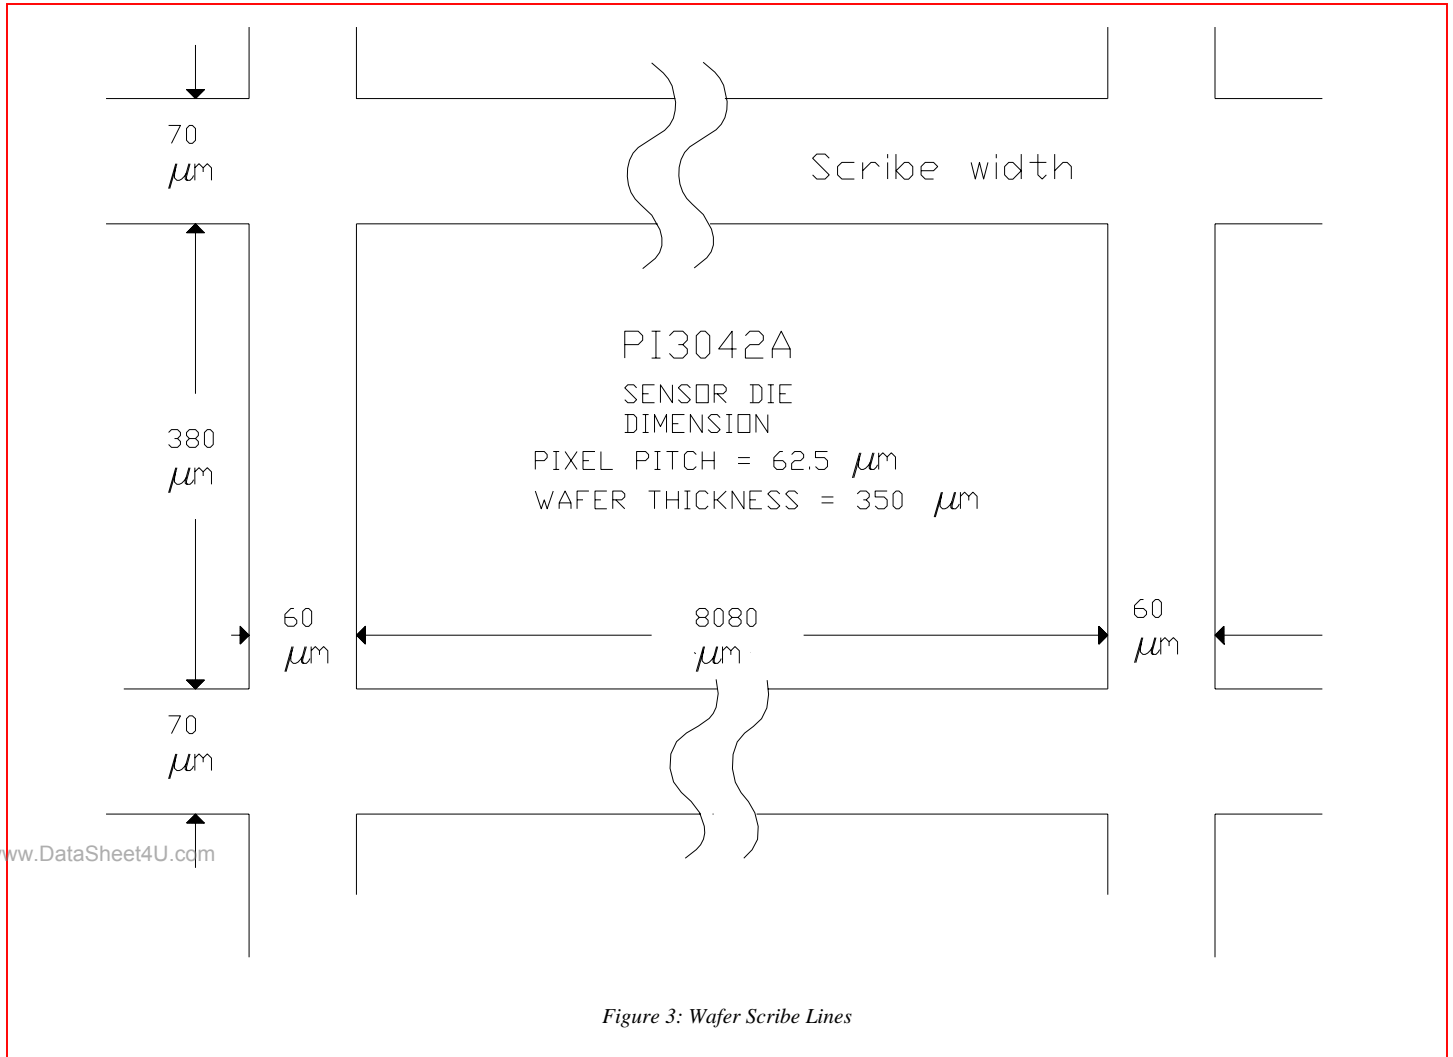 70
μm
Scribe width
PI3042A
SENSOR DIE
DIMENSION
380
μm
PIXEL PITCH = 62.5 μm
WAFER THICKNESS = 350 μm
60
μm
8080
μm
60
μm
70
μm
ww.DataSheet4U.com
Figure 3: Wafer Scribe Lines